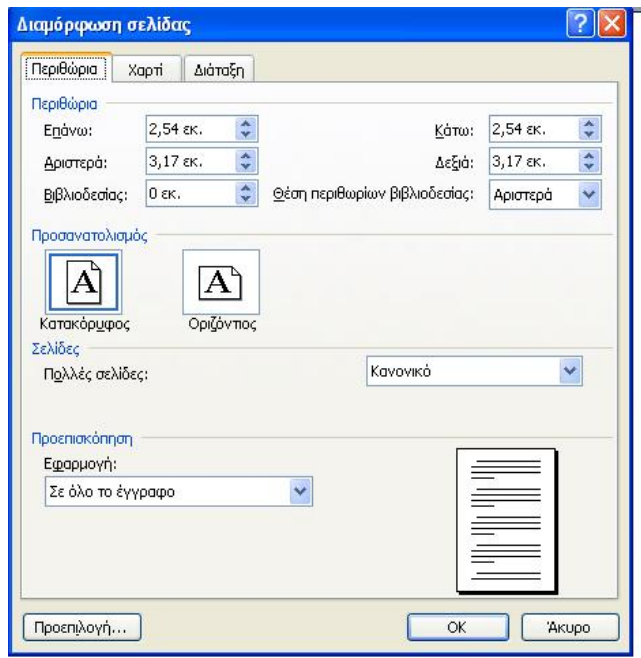 Διαμόρφωση σελίδας
Περιθώρια Χαρτί Διάταξη
Περιθώρια
Επάνω: 2,54 εκ. Κάτω: 2,54 εκ.
Αριστερά: 3,17 εκ. Δεξιά: 3,17 εκ.
Βιβλιοδεσίας: 0 εκ. Θέση περιθωρίων βιβλιοδεσίας: Αριστερά
Προσανατολισμός
A A
Κατακόρυφος Οριζόντιος
Σελίδες
Πολλές σελίδες: Κανονικό
Προεπισκόπηση
Εφαρμογή:
Σε όλο το έγγραφο
Προεπιλογή... OK Άκυρο